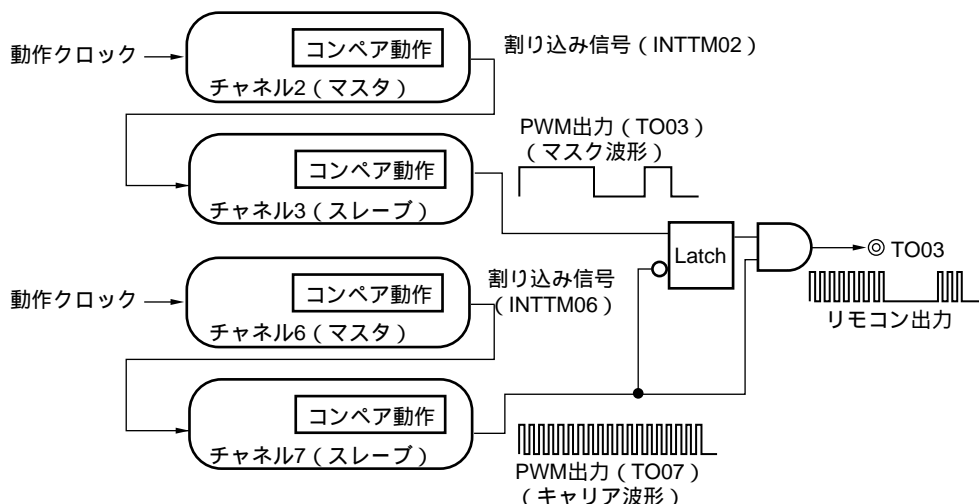 動作クロック
コンペア動作
チャネル2（マスタ）
割り込み信号（INTTM02）
コンペア動作
チャネル3（スレーブ）
PWM出力（TO03）
（マスク波形）
Latch
TO03
リモコン出力
動作クロック
コンペア動作
チャネル6（マスタ）
割り込み信号
（INTTM06）
コンペア動作
チャネル7（スレーブ）
PWM出力（TO07）
（キャリア波形）